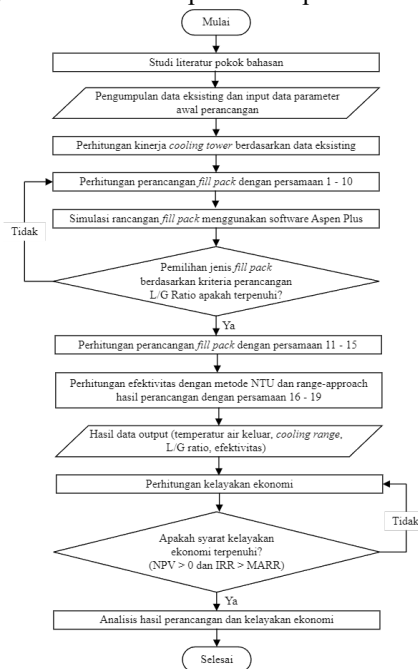 Mulai
Studi literatur pokok bahasan
Pengumpulan data eksisting dan input data parameter
awal perancangan
Perhitungan kinerja cooling tower berdasarkan data eksisting
Perhitungan perancangan fill pack dengan persamaan 1 - 10
Simulasi rancangan fill pack menggunakan software Aspen Plus
Tidak
Pemilihan jenis fill pack
berdasarkan kriteria perancangan
L/G Ratio apakah terpenuhi?
Ya
Perhitungan perancangan fill pack dengan persamaan 11 - 15
Perhitungan efektivitas dengan metode NTU dan range-approach
hasil perancangan dengan persamaan 16 - 19
Hasil data output (temperatur air keluar, cooling range,
L/G ratio, efektivitas)
Perhitungan kelayakan ekonomi
Tidak
Apakah syarat kelayakan
ekonomi terpenuhi?
(NPV > 0 dan IRR > MARR)
Ya
Analisis hasil perancangan dan kelayakan ekonomi
Selesai